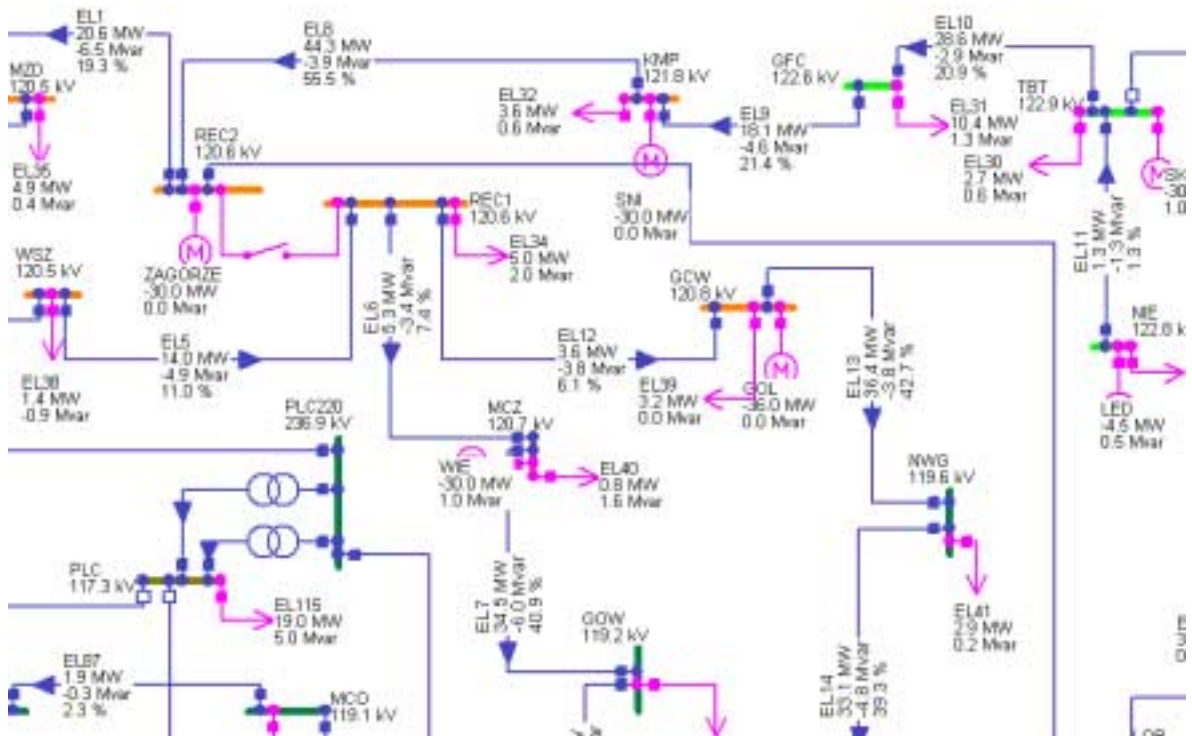 EL1
20.6 MW
-6.5 Mvar
19.3 %
EL8
44.3 MW
-3.9 Mvar
55.5 %
EL10
28.6 MW
-2.9 Mvar
20.9 %
MZD
120.5 kV
KMP
121.8 kV
GFC
122.6 kV
TBT
122.9 kV
EL32
3.6 MW
0.6 Mvar
EL9
18.1 MW
-4.6 Mvar
21.4 %
EL31
10.4 MW
1.3 Mvar
REC2
120.6 kV
EL35
4.9 MW
0.4 Mvar
EL30
2.7 MW
0.6 Mvar
M
REC1
120.6 kV
SNI
-30.0 MW
0.0 Mvar
M
M
WSZ
120.5 kV
ZAGORZE
-30.0 MW
0.0 Mvar
EL34
5.0 MW
2.0 Mvar
GCW
120.8 kV
EL11
1.3 MW
-1.3 Mvar
1.3 %
NIE
122.8 k
EL6
5.3 MW
-3.4 Mvar
7.4 %
EL5
14.0 MW
-4.9 Mvar
11.0 %
EL12
3.6 MW
-3.8 Mvar
6.1 %
M
EL13
36.4 MW
-3.8 Mvar
42.7 %
EL38
1.4 MW
-0.9 Mvar
EL39
3.2 MW
0.0 Mvar
GOL
-36.0 MW
0.0 Mvar
LED
-4.5 MW
0.5 Mvar
PLC220
236.9 kV
MCZ
120.7 kV
WIE
-30.0 MW
1.0 Mvar
EL40
0.8 MW
1.6 Mvar
NWG
119.6 kV
PLC
117.3 kV
EL115
19.0 MW
5.0 Mvar
EL7
34.5 MW
-6.0 Mvar
40.9 %
GOW
119.2 kV
EL41
MW
0.2 Mvar
EL87
1.9 MW
-0.3 Mvar
2.3 %
MCD
119.1 kV
EL14
33.1 MW
-4.8 Mvar
39.3 %